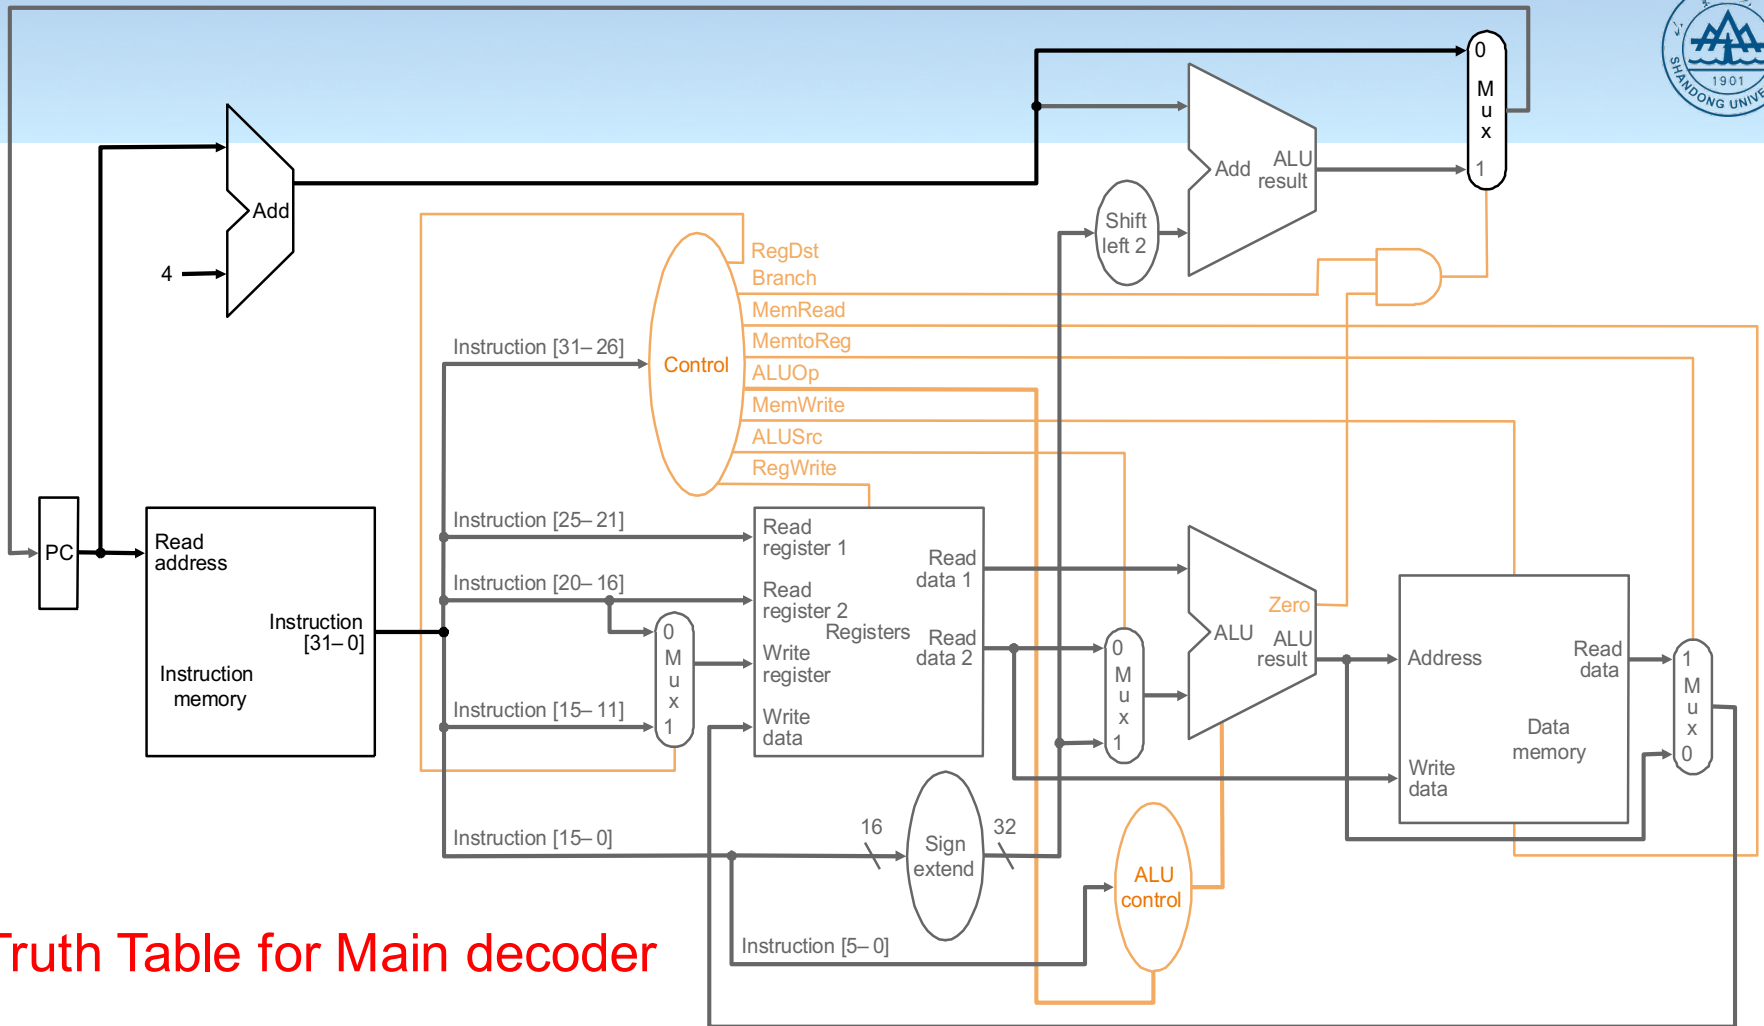 SHANDONG UNIVE
1901
0
M
u
x
1
Add
ALU
result
Shift
left 2
Add
4
RegDst
Branch
MemRead
MemtoReg
ALUOp
MemWrite
ALUSrc
RegWrite
Control
Instruction [31–26]
Instruction [25–21]
Instruction [20–16]
Instruction [15–11]
Instruction [15–0]
Instruction [5–0]
PC
Read
address
Instruction
[31–0]
Instruction
memory
0
M
u
x
1
Read
register 1
Read
register 2
Write
register
Write
data
Registers
Read
data 1
Read
data 2
0
M
u
x
1
Zero
ALU
ALU
result
Address
Read
data
Data
memory
Write
data
1
M
u
x
0
16
Sign
extend
32
ALU
control
Truth Table for Main decoder